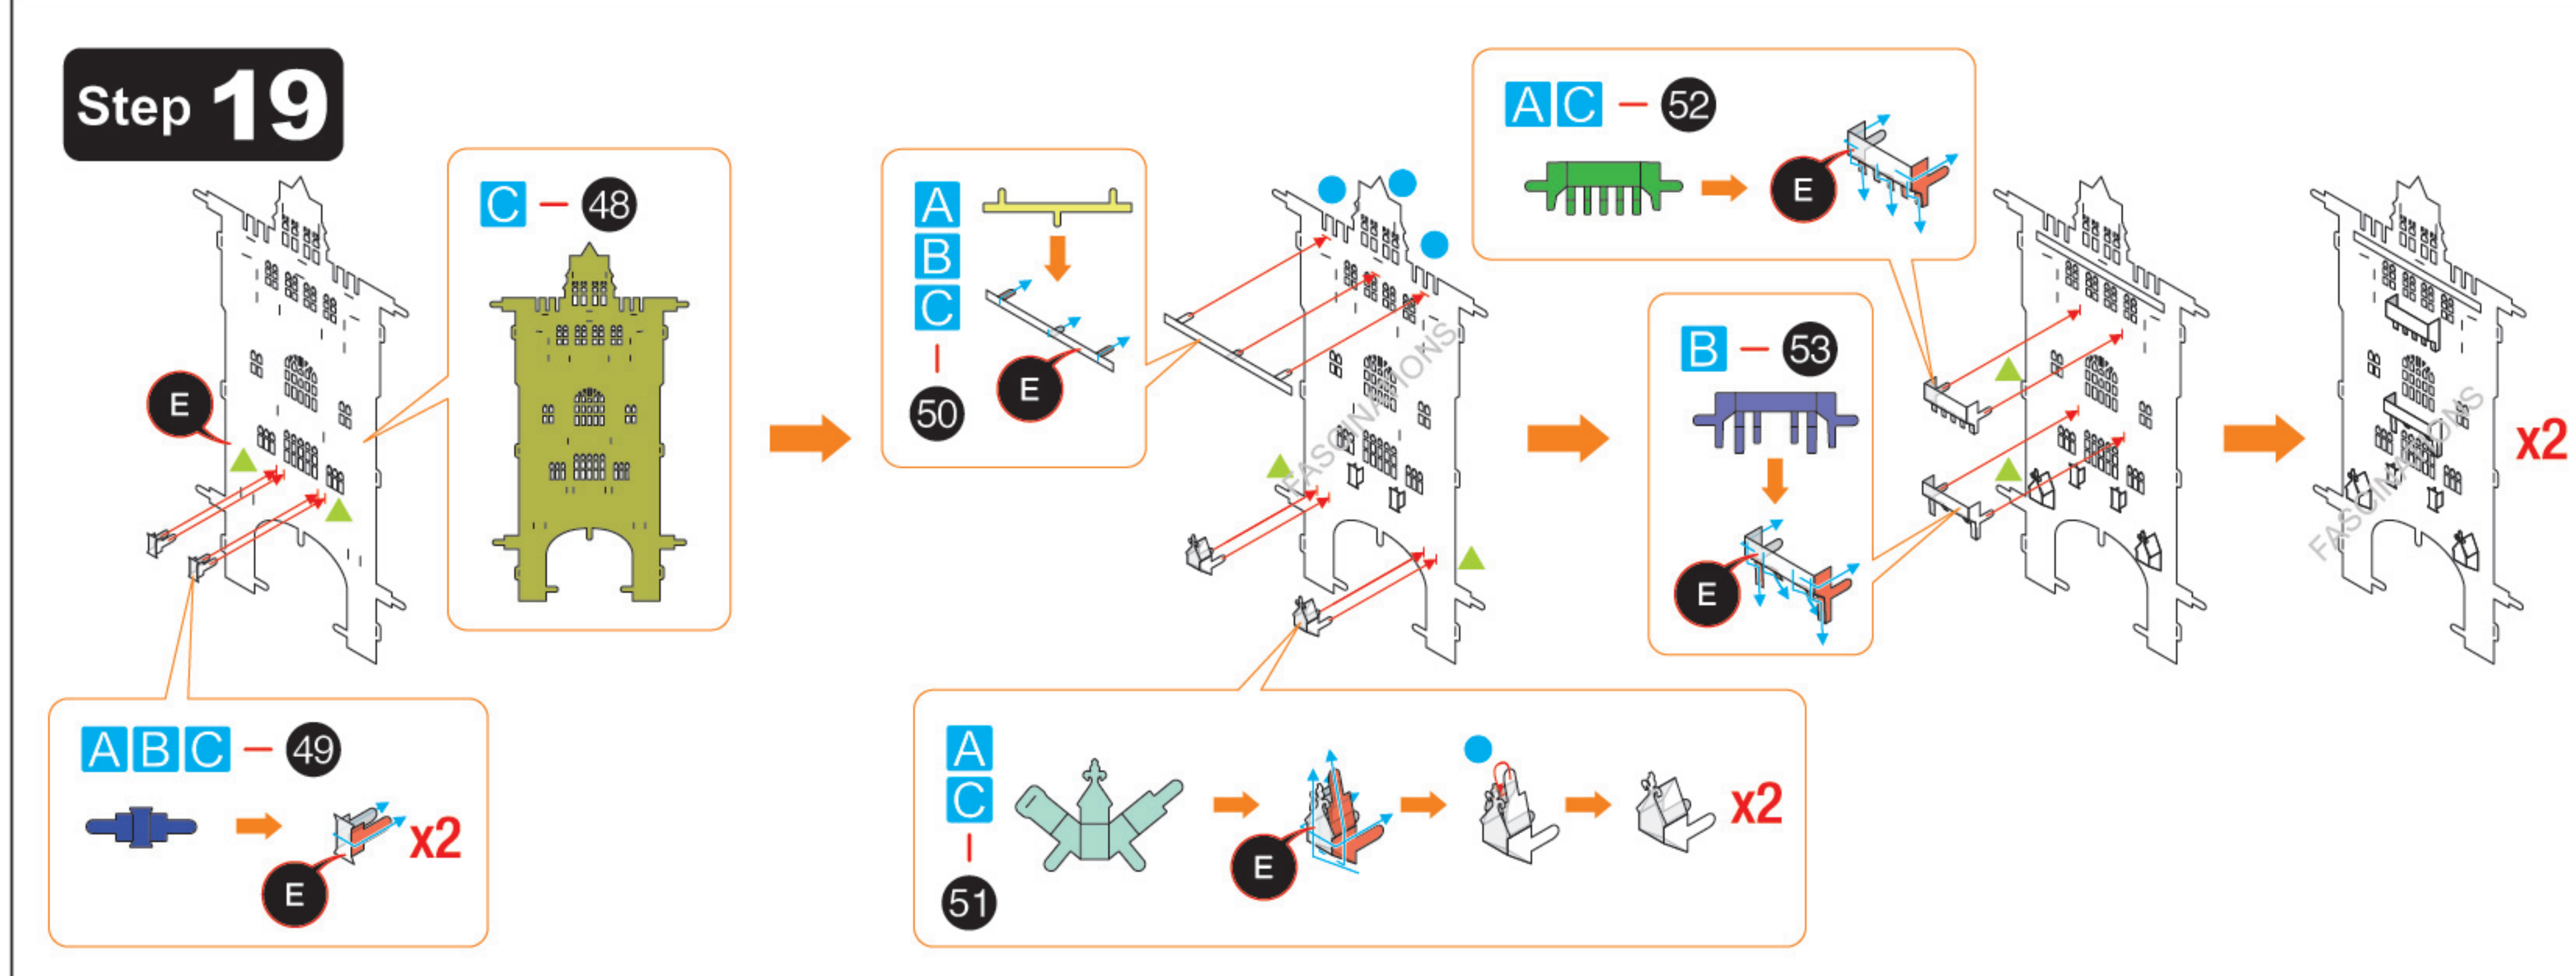 Step 19
E
C – 48
A B C – 49
E
x2
A
B
C
–
50
E
FASCINATIONS
A
C
–
51
E
x2
A C – 52
E
B – 53
E
FASCINATIONS
x2